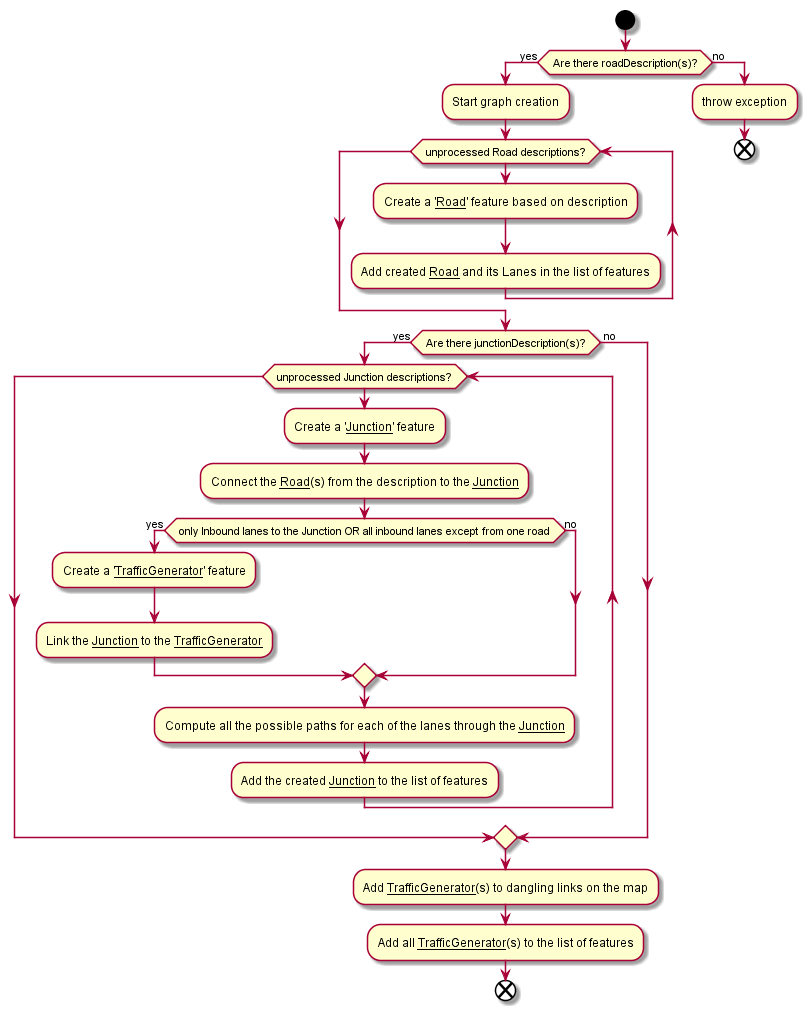 Are there roadDescription(s)?
yes
no
Start graph creation
throw exception
unprocessed Road descriptions?
Create a 'Road' feature based on description
Add created Road and its Lanes in the list of features
Are there junctionDescription(s)?
yes
no
unprocessed Junction descriptions?
Create a 'Junction' feature
Connect the Road(s) from the description to the Junction
only Inbound lanes to the Junction OR all inbound lanes except from one road
yes
no
Create a 'TrafficGenerator' feature
Link the Junction to the TrafficGenerator
Compute all the possible paths for each of the lanes through the Junction
Add the created Junction to the list of features
Add TrafficGenerator(s) to dangling links on the map
Add all TrafficGenerator(s) to the list of features